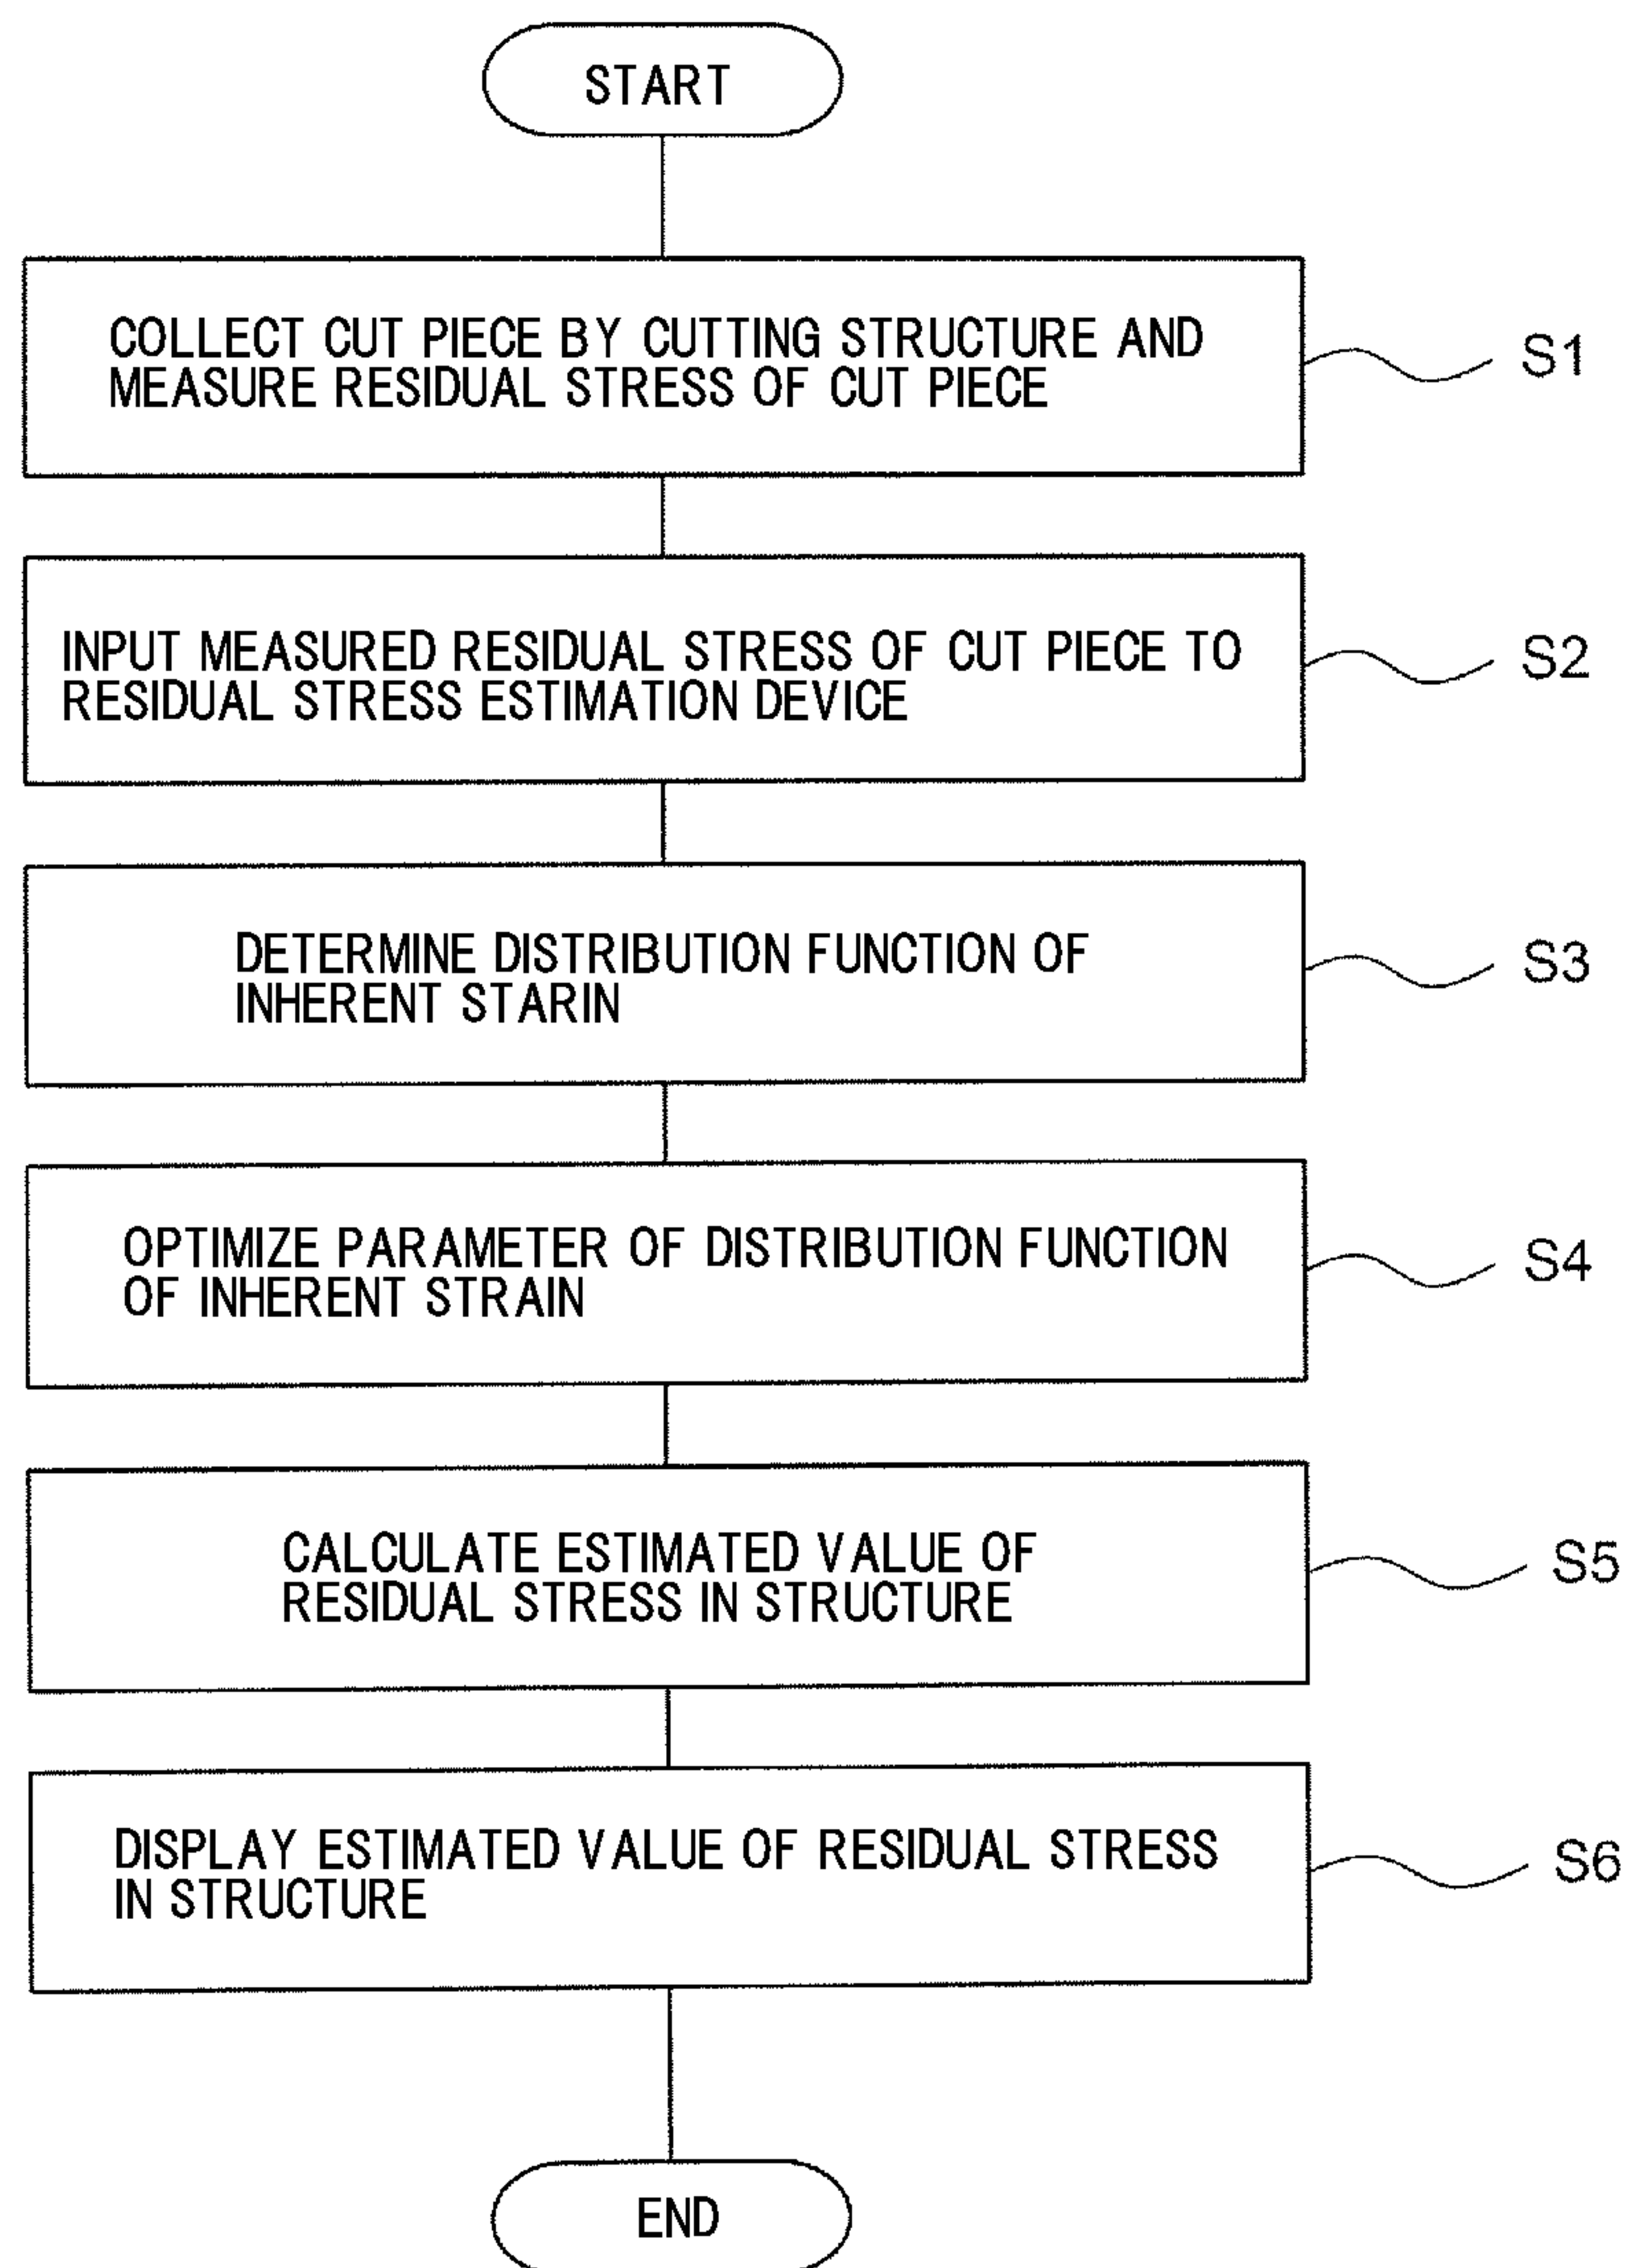 START
COLLECT CUT PIECE BY CUTTING STRUCTURE AND
MEASURE RESIDUAL STRESS OF CUT PIECE
S1
INPUT MEASURED RESIDUAL STRESS OF CUT PIECE TO
RESIDUAL STRESS ESTIMATION DEVICE
S2
DETERMINE DISTRIBUTION FUNCTION OF
INHERENT STARIN
S3
OPTIMIZE PARAMETER OF DISTRIBUTION FUNCTION
OF INHERENT STRAIN
S4
CALCULATE ESTIMATED VALUE OF
RESIDUAL STRESS IN STRUCTURE
S5
DISPLAY ESTIMATED VALUE OF RESIDUAL STRESS
IN STRUCTURE
S6
END